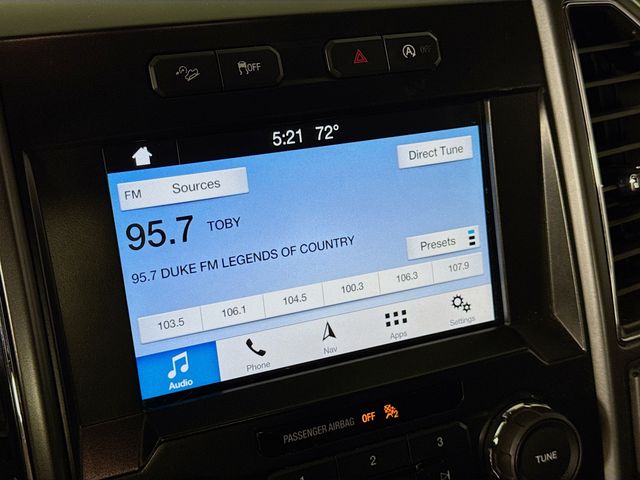 OFF
OFF
5:21 72°
FM Sources
Direct Tune
95.7 TOBY
95.7 DUKE FM LEGENDS OF COUNTRY
Presets
103.5 106.1 104.5 100.3 106.3 107.9
Audio Phone Nav Apps Settings
PASSENGER AIRBAG OFF 2
2 3
TUNE